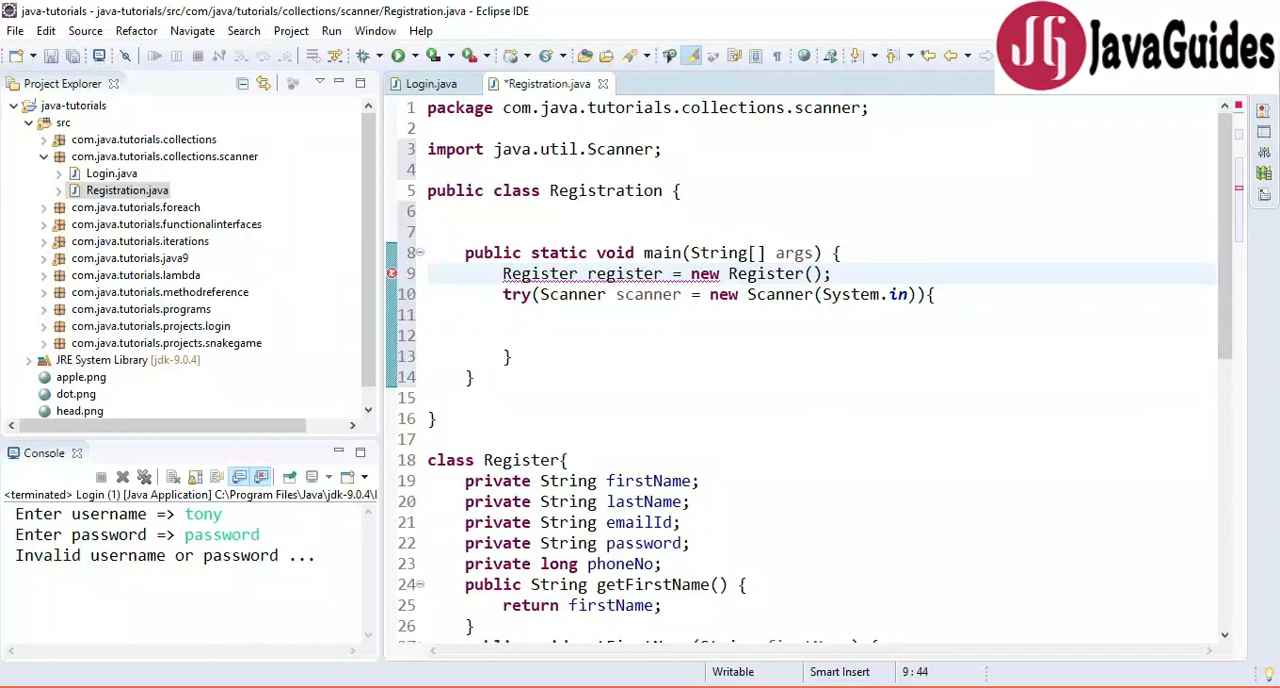 java-tutorials - java-tutorials/src/com/java/tutorials/collections/scanner/Registration.java - Eclipse IDE
File Edit Source Refactor Navigate Search Project Run Window Help
JG JavaGuides
Project Explorer
java-tutorials
src
com.java.tutorials.collections
com.java.tutorials.collections.scanner
Login.java
Registration.java
com.java.tutorials.foreach
com.java.tutorials.functionalinterfaces
com.java.tutorials.iterations
com.java.tutorials.java9
com.java.tutorials.lambda
com.java.tutorials.methodreference
com.java.tutorials.programs
com.java.tutorials.projects.login
com.java.tutorials.projects.snakegame
JRE System Library [jdk-9.0.4]
apple.png
dot.png
head.png
Console
<terminated> Login (1) [Java Application] C:\Program Files\Java\jdk-9.0.4\
Enter username => tony
Enter password => password
Invalid username or password ...
Login.java *Registration.java
1 package com.java.tutorials.collections.scanner;
2
3 import java.util.Scanner;
4
5 public class Registration {
6
7
8 public static void main(String[] args) {
9 Register register = new Register();
10 try(Scanner scanner = new Scanner(System.in)){
11
12
13 }
14 }
15
16 }
17
18 class Register{
19 private String firstName;
20 private String lastName;
21 private String emailId;
22 private String password;
23 private long phoneNo;
24 public String getFirstName() {
25 return firstName;
26 }
Writable Smart Insert 9 : 44